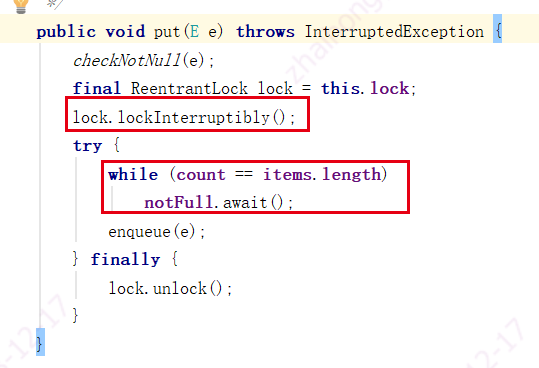 public void put(E e) throws InterruptedException {
checkNotNull(e);
final ReentrantLock lock = this.lock;
lock.lockInterruptibly();
try {
while (count == items.length)
notFull.await();
enqueue(e);
} finally {
lock.unlock();
}
}